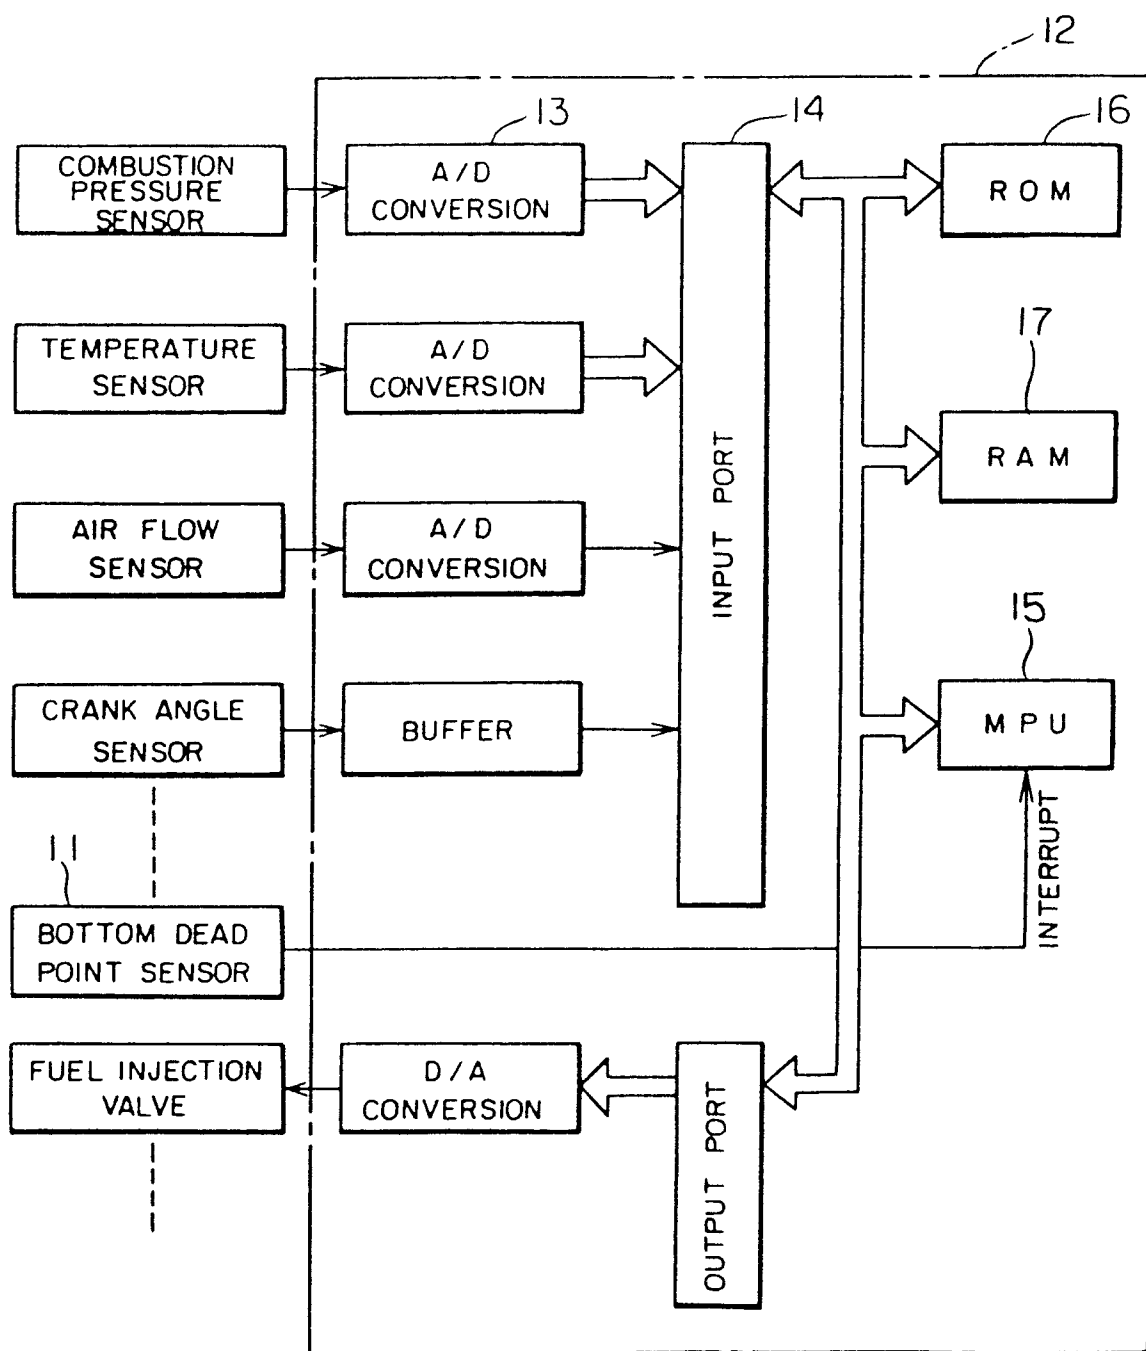 12
13
14
16
COMBUSTION
PRESSURE
SENSOR
A/D
CONVERSION
ROM
TEMPERATURE
SENSOR
A/D
CONVERSION
17
RAM
INPUT PORT
AIR FLOW
SENSOR
A/D
CONVERSION
15
CRANK ANGLE
SENSOR
BUFFER
MPU
INTERRUPT
11
BOTTOM DEAD
POINT SENSOR
FUEL INJECTION
VALVE
D/A
CONVERSION
OUTPUT PORT